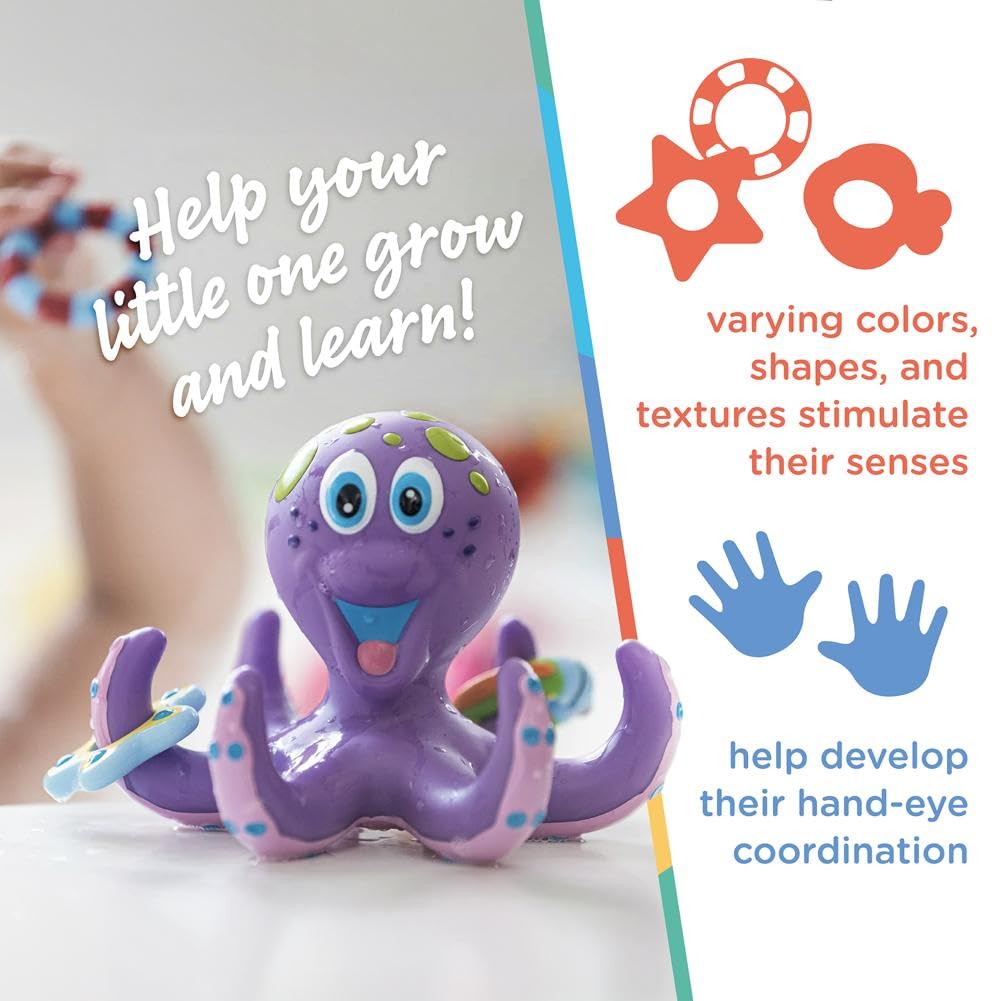 Help your
little one grow
and learn!
varying colors,
shapes, and
textures stimulate
their senses
help develop
their hand-eye
coordination